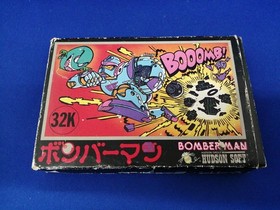 BOOOMB!
32K
ボンバーマン
BOMBER MAN
HUDSON SOFT